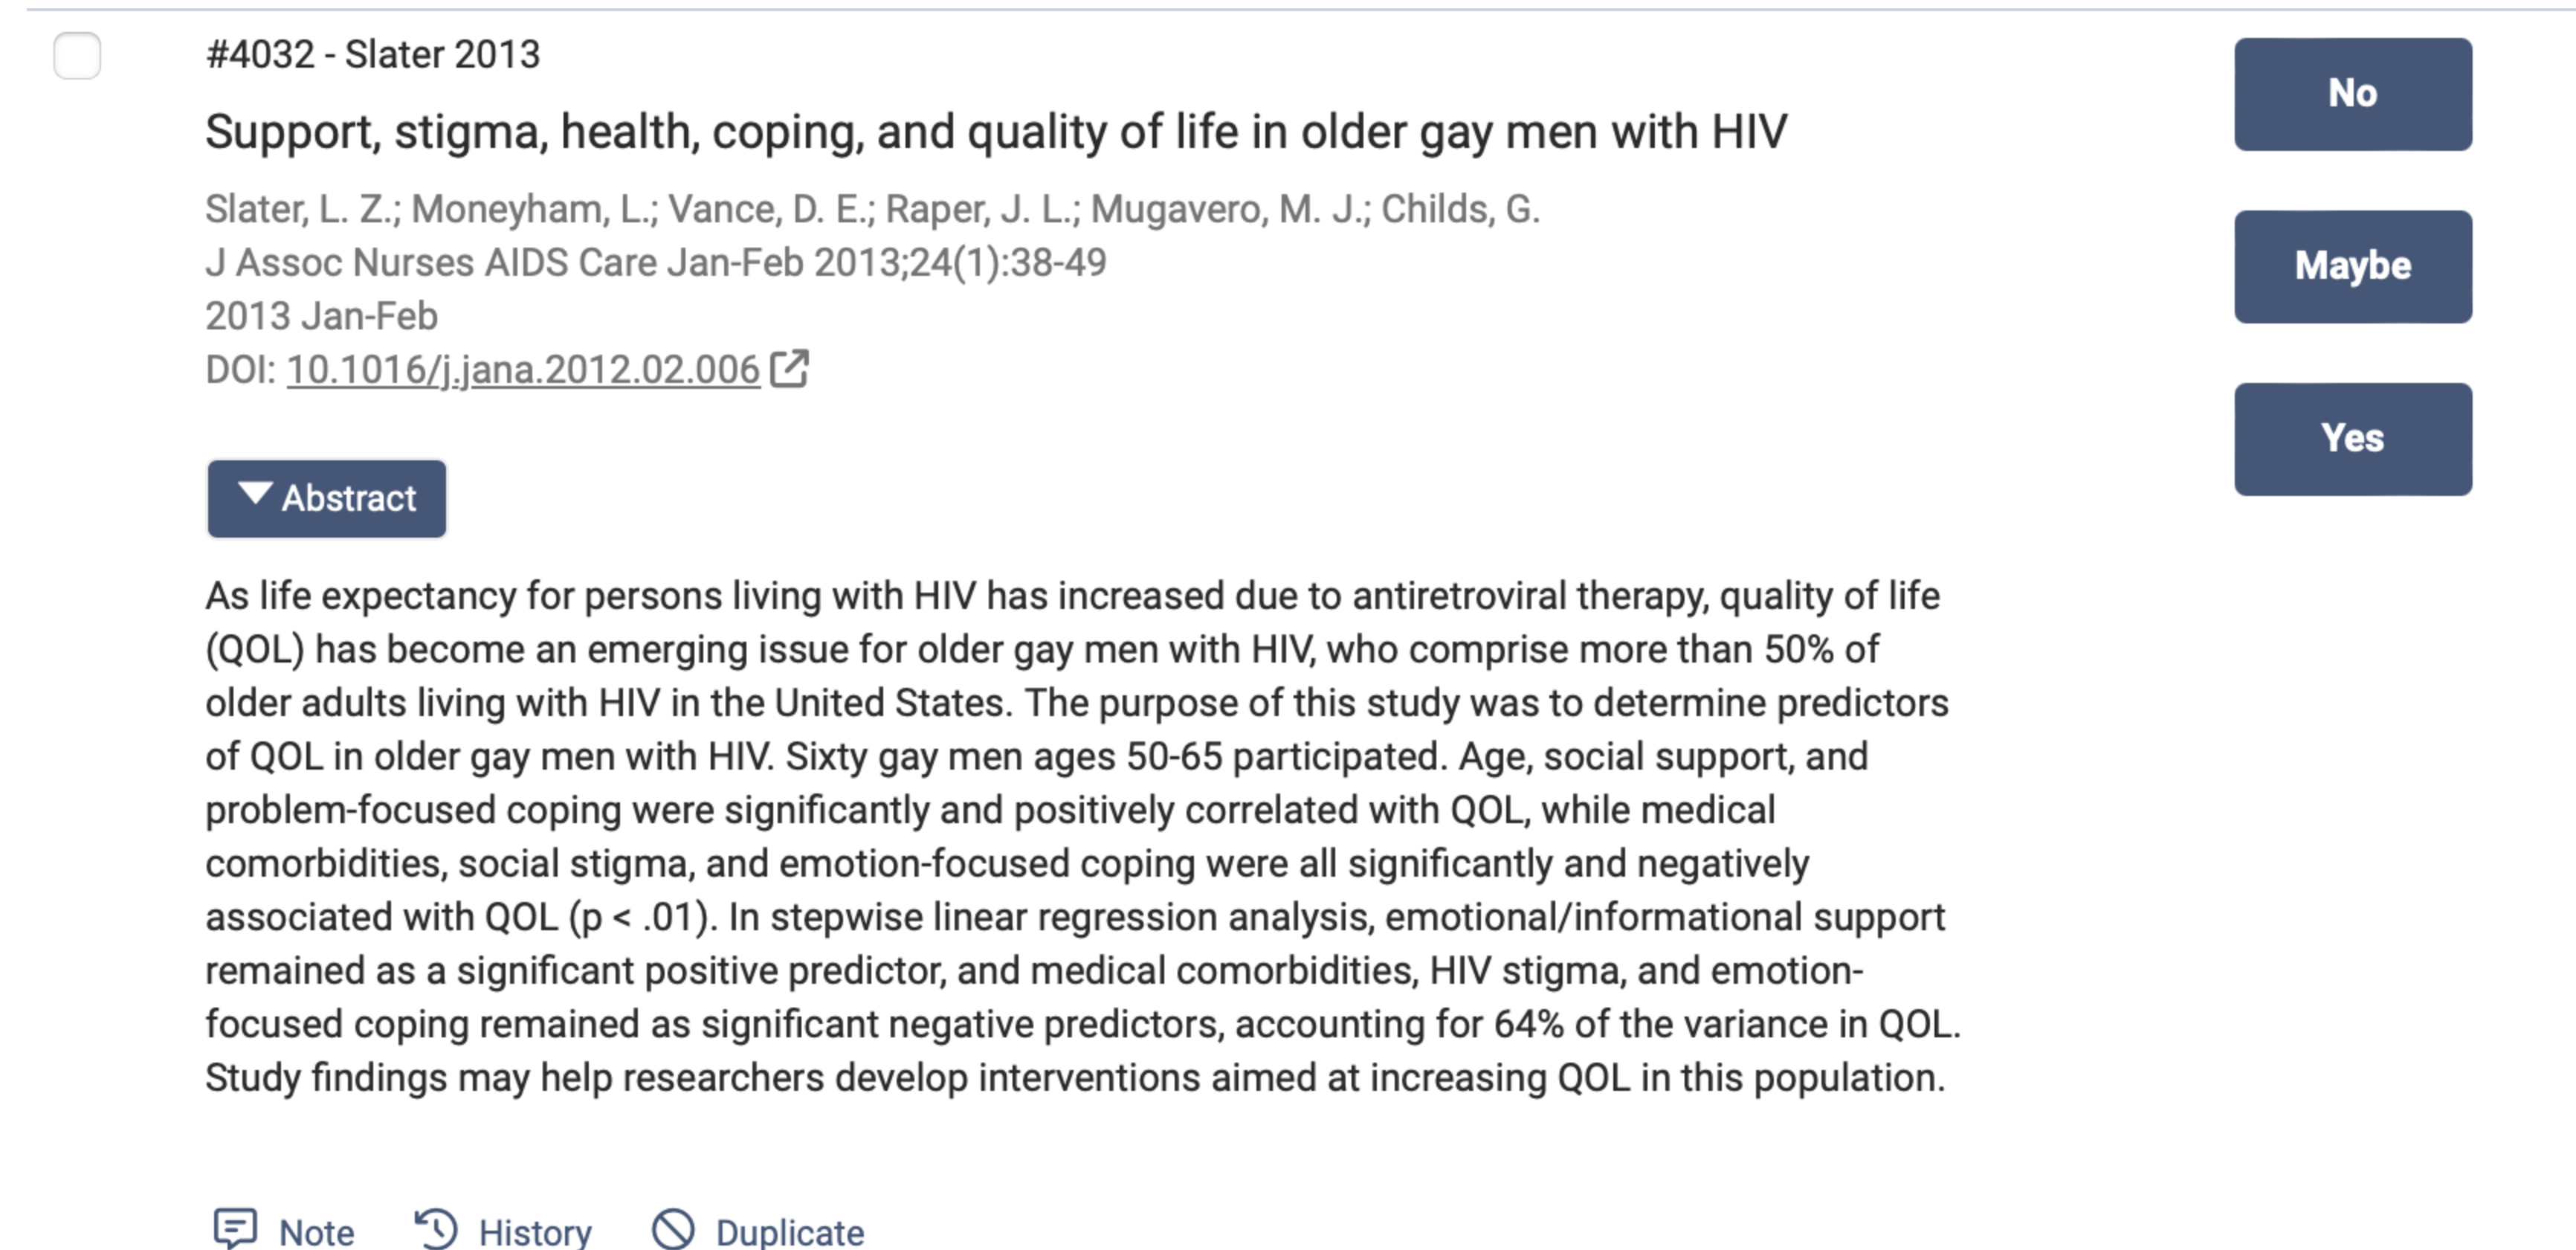 #4032 - Slater 2013
No
Support, stigma, health, coping, and quality of life in older gay men with HIV
Slater, L. Z.; Moneyham, L.; Vance, D. E.; Raper, J. L.; Mugavero, M. J.; Childs, G.
J Assoc Nurses AIDS Care Jan-Feb 2013;24(1):38-49
Maybe
2013 Jan-Feb
DOI: 10.1016/j.jana.2012.02.006
Yes
Abstract
As life expectancy for persons living with HIV has increased due to antiretroviral therapy, quality of life
(QOL) has become an emerging issue for older gay men with HIV, who comprise more than 50% of
older adults living with HIV in the United States. The purpose of this study was to determine predictors
of QOL in older gay men with HIV. Sixty gay men ages 50-65 participated. Age, social support, and
problem-focused coping were significantly and positively correlated with QOL, while medical
comorbidities, social stigma, and emotion-focused coping were all significantly and negatively
associated with QOL (p < .01). In stepwise linear regression analysis, emotional/informational support
remained as a significant positive predictor, and medical comorbidities, HIV stigma, and emotion-
focused coping remained as significant negative predictors, accounting for 64% of the variance in QOL.
Study findings may help researchers develop interventions aimed at increasing QOL in this population.
Note History Duplicate